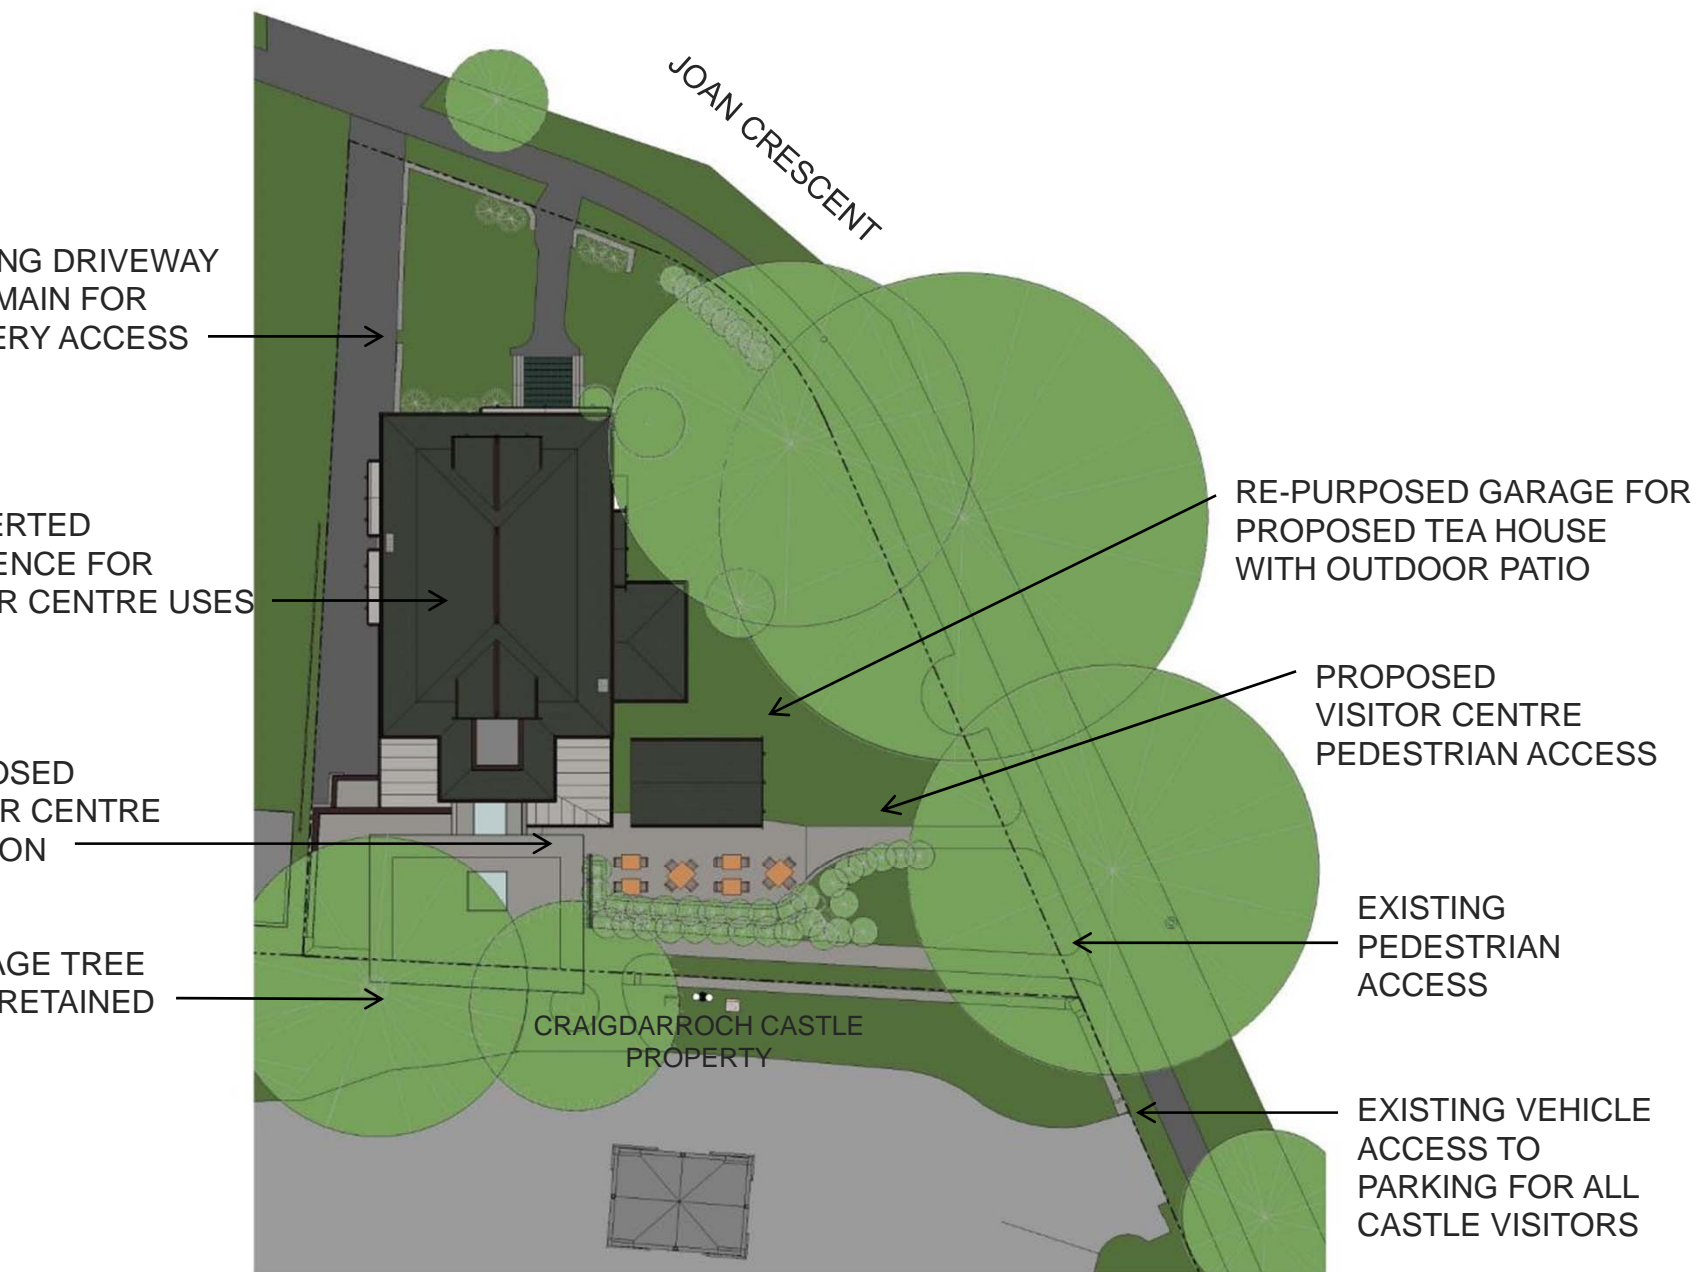 JOAN CRESCENT
NG DRIVEWAY
MAIN FOR
ERY ACCESS
RE-PURPOSED GARAGE FOR
PROPOSED TEA HOUSE
WITH OUTDOOR PATIO
ERTED
ENCE FOR
R CENTRE USES
PROPOSED
VISITOR CENTRE
PEDESTRIAN ACCESS
OSED
R CENTRE
ON
EXISTING
PEDESTRIAN
ACCESS
AGE TREE
RETAINED
CRAIGDARROCH CASTLE
PROPERTY
EXISTING VEHICLE
ACCESS TO
PARKING FOR ALL
CASTLE VISITORS